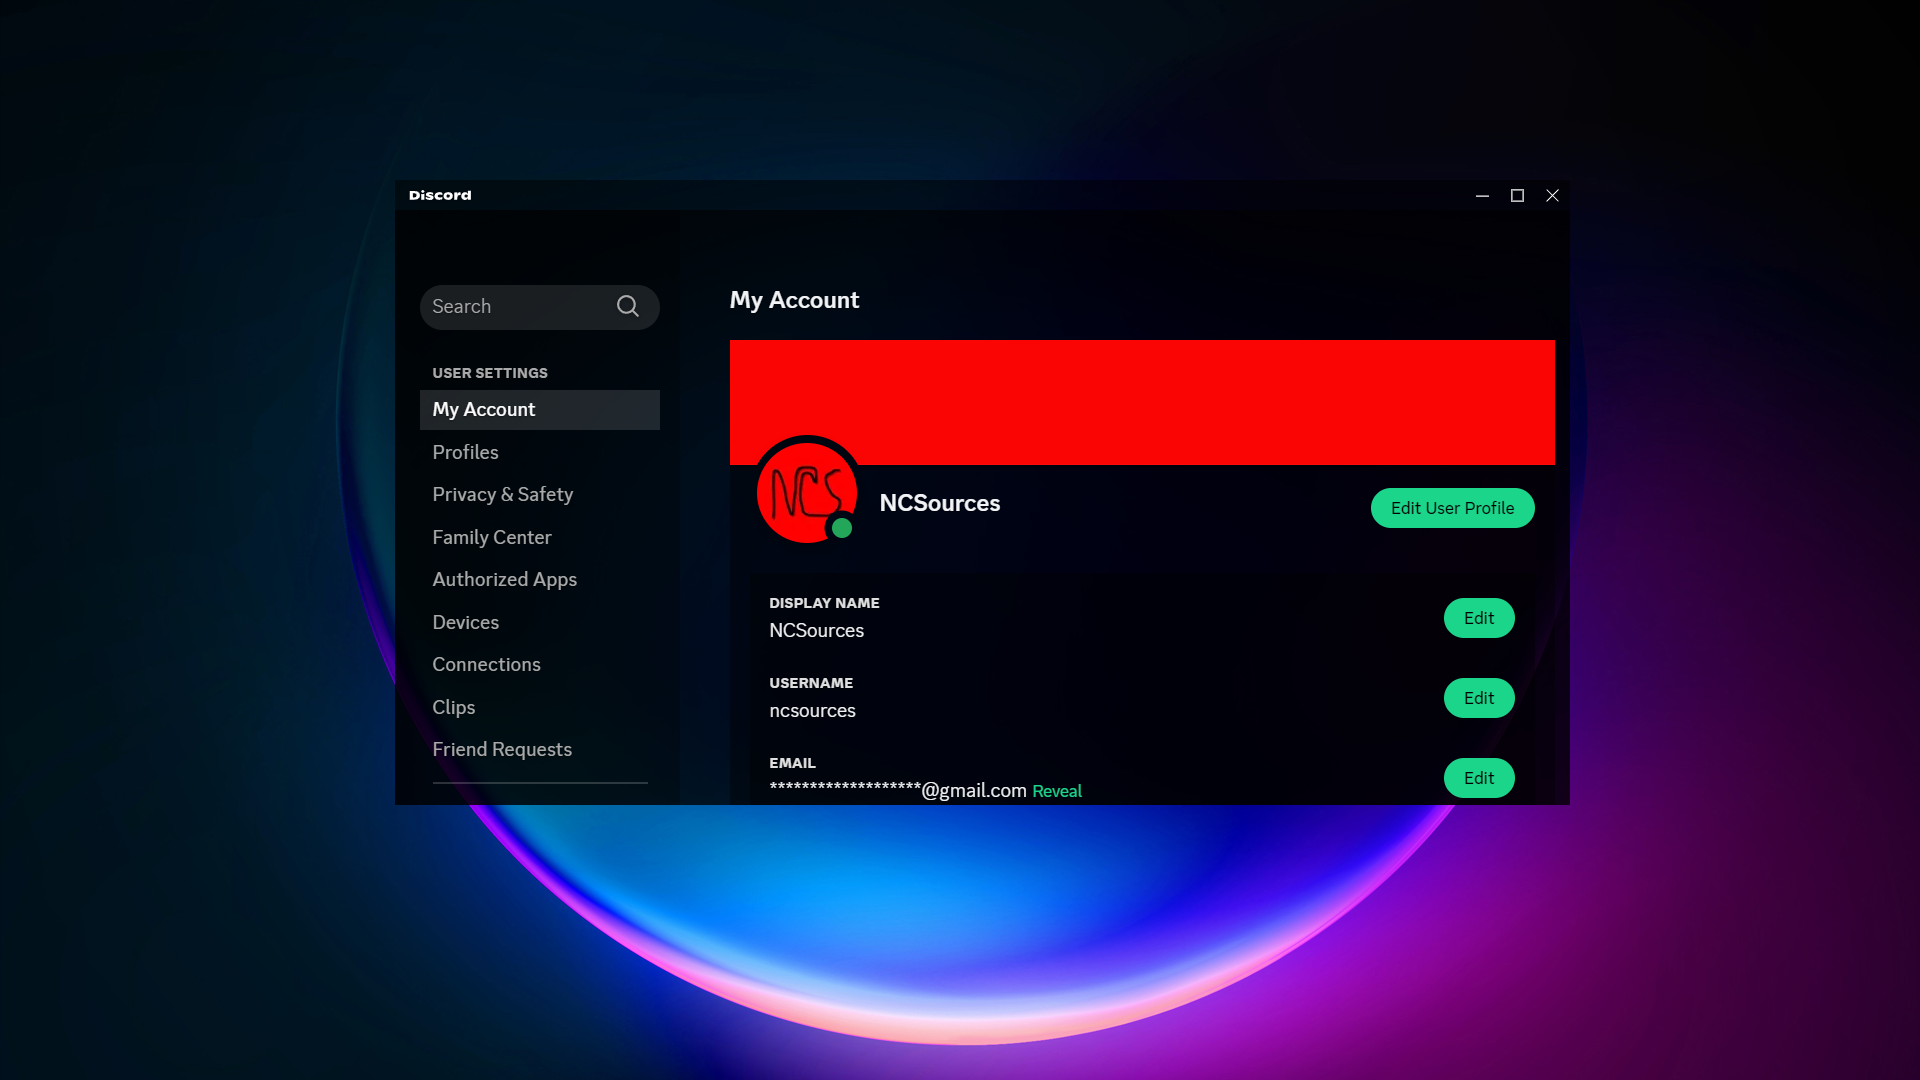 Discord
Search
USER SETTINGS
My Account
Profiles
Privacy & Safety
Family Center
Authorized Apps
Devices
Connections
Clips
Friend Requests
My Account
NCS
NCSources
Edit User Profile
DISPLAY NAME
NCSources
Edit
USERNAME
ncsources
Edit
EMAIL
*******************@gmail.com Reveal
Edit